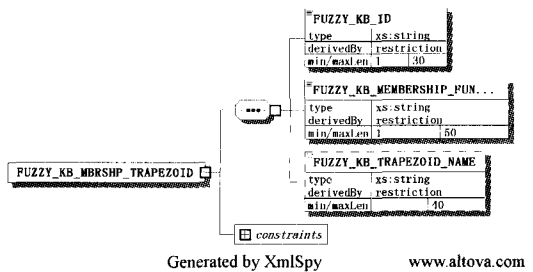 FUZZY_KB_ID
type xs:string
derivedBy restriction
min/maxLen 1 30
FUZZY_KB_MEMBERSHIP_FUN...
type xs:string
derivedBy restriction
min/maxLen 1 50
FUZZY_KB_MBRSHP_TRAPEZOID
FUZZY_KB_TRAPEZOID_NAME
type xs:string
derivedBy restriction
min/maxLen 40
constraints
Generated by XmlSpy www.altova.com